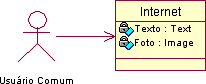 Internet
Texto : Text
Foto : Image
Usuário Comum